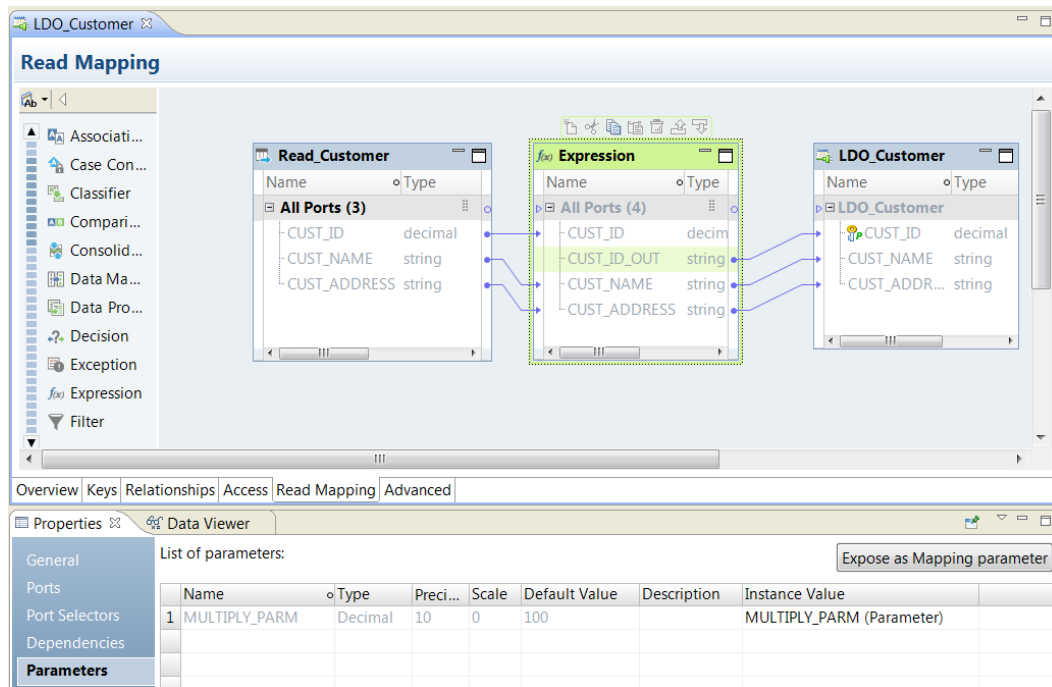 LDO_Customer
Read Mapping
Ab
Associati...
Case Con...
Classifier
Compari...
Consolid...
Data Ma...
Data Pro...
Decision
Exception
f(x) Expression
Filter
Read_Customer
Name Type
All Ports (3)
CUST_ID decimal
CUST_NAME string
CUST_ADDRESS string
f(x) Expression
Name Type
All Ports (4)
CUST_ID decim
CUST_ID_OUT string
CUST_NAME string
CUST_ADDRESS string
LDO_Customer
Name Type
LDO_Customer
CUST_ID decimal
CUST_NAME string
CUST_ADDR... string
Overview Keys Relationships Access Read Mapping Advanced
Properties Data Viewer
General
Ports
Port Selectors
Dependencies
Parameters
List of parameters:
Expose as Mapping parameter
Name Type Preci... Scale Default Value Description Instance Value
1 MULTIPLY_PARM Decimal 10 0 100 MULTIPLY_PARM (Parameter)